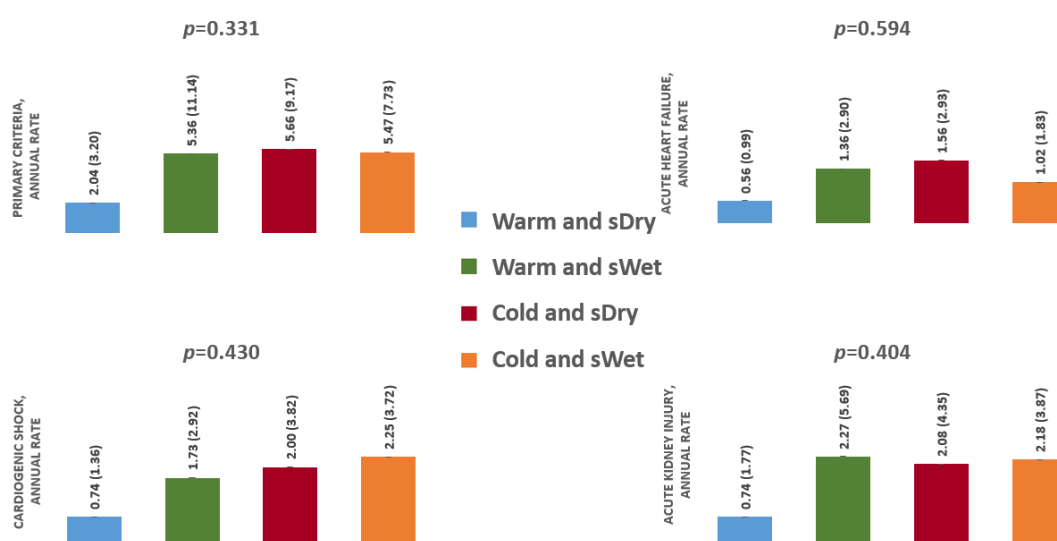 p=0.331
PRIMARY CRITERIA,
ANNUAL RATE
2.04 (3.20)
5.36 (11.14)
5.66 (9.17)
5.47 (7.73)
p=0.594
ACUTE HEART FAILURE,
ANNUAL RATE
0.56 (0.99)
1.36 (2.90)
1.56 (2.93)
1.02 (1.83)
Warm and sDry
Warm and sWet
Cold and sDry
Cold and sWet
p=0.430
CARDIOGENIC SHOCK,
ANNUAL RATE
0.74 (1.36)
1.73 (2.92)
2.00 (3.82)
2.25 (3.72)
p=0.404
ACUTE KIDNEY INJURY,
ANNUAL RATE
0.74 (1.77)
2.27 (5.69)
2.08 (4.35)
2.18 (3.87)